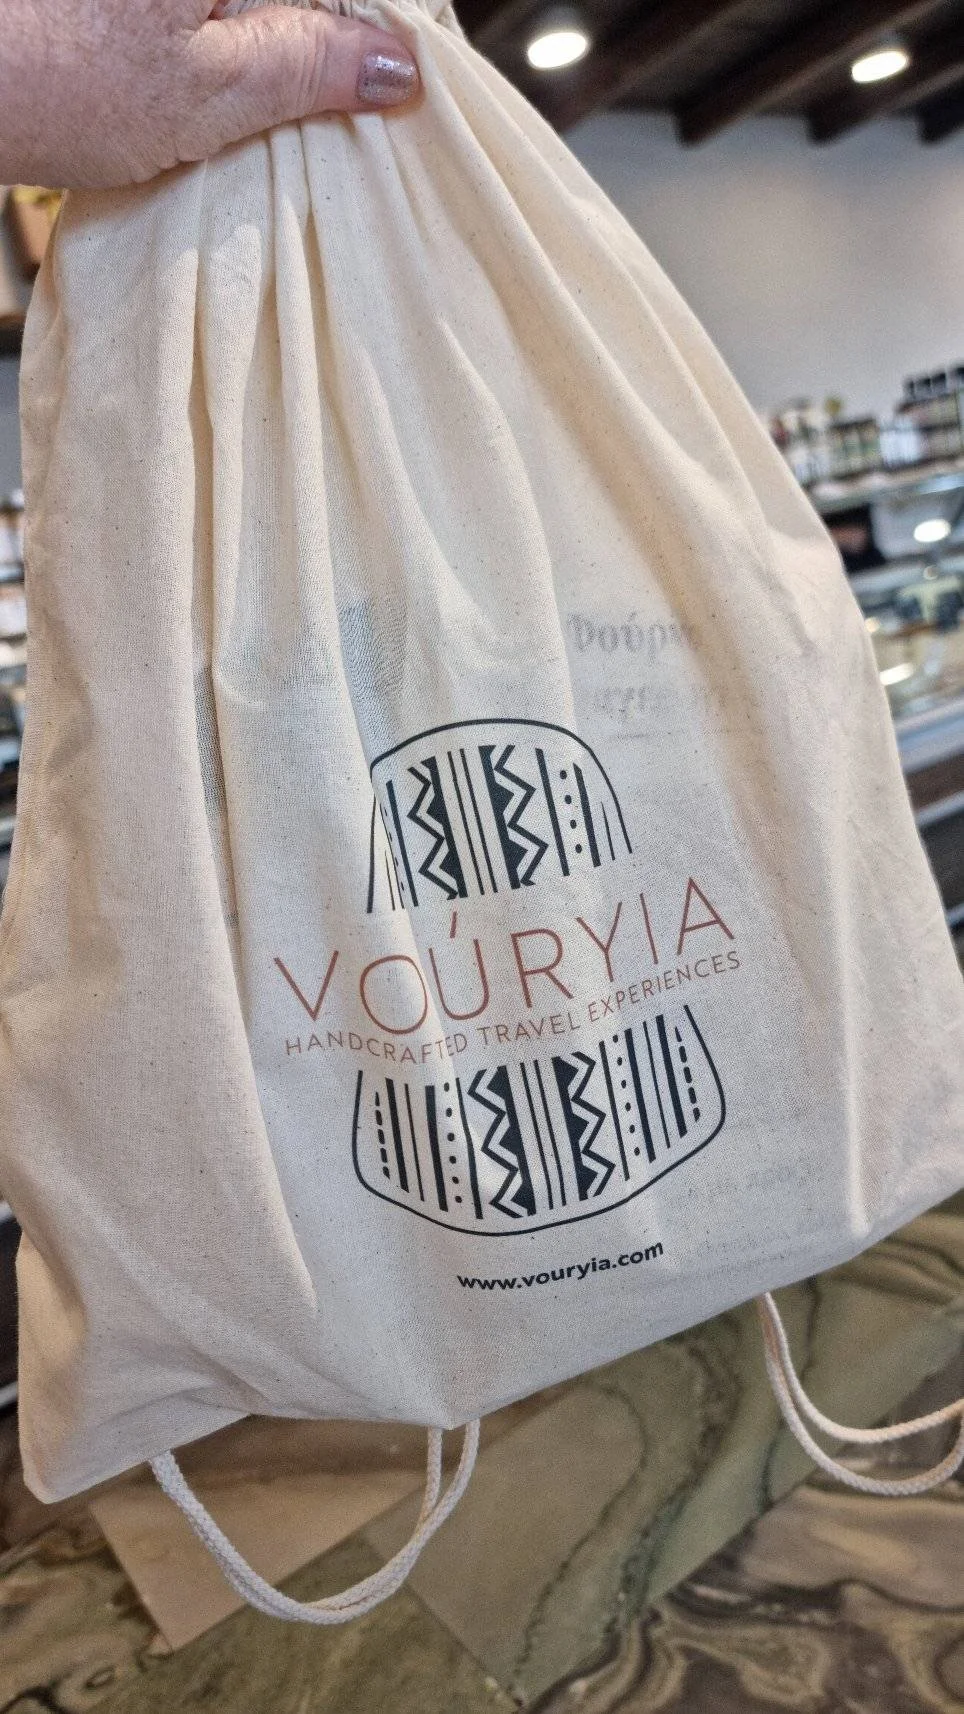 VOÚRYIA
HANDCRAFTED TRAVEL EXPERIENCES
www.vouryia.com